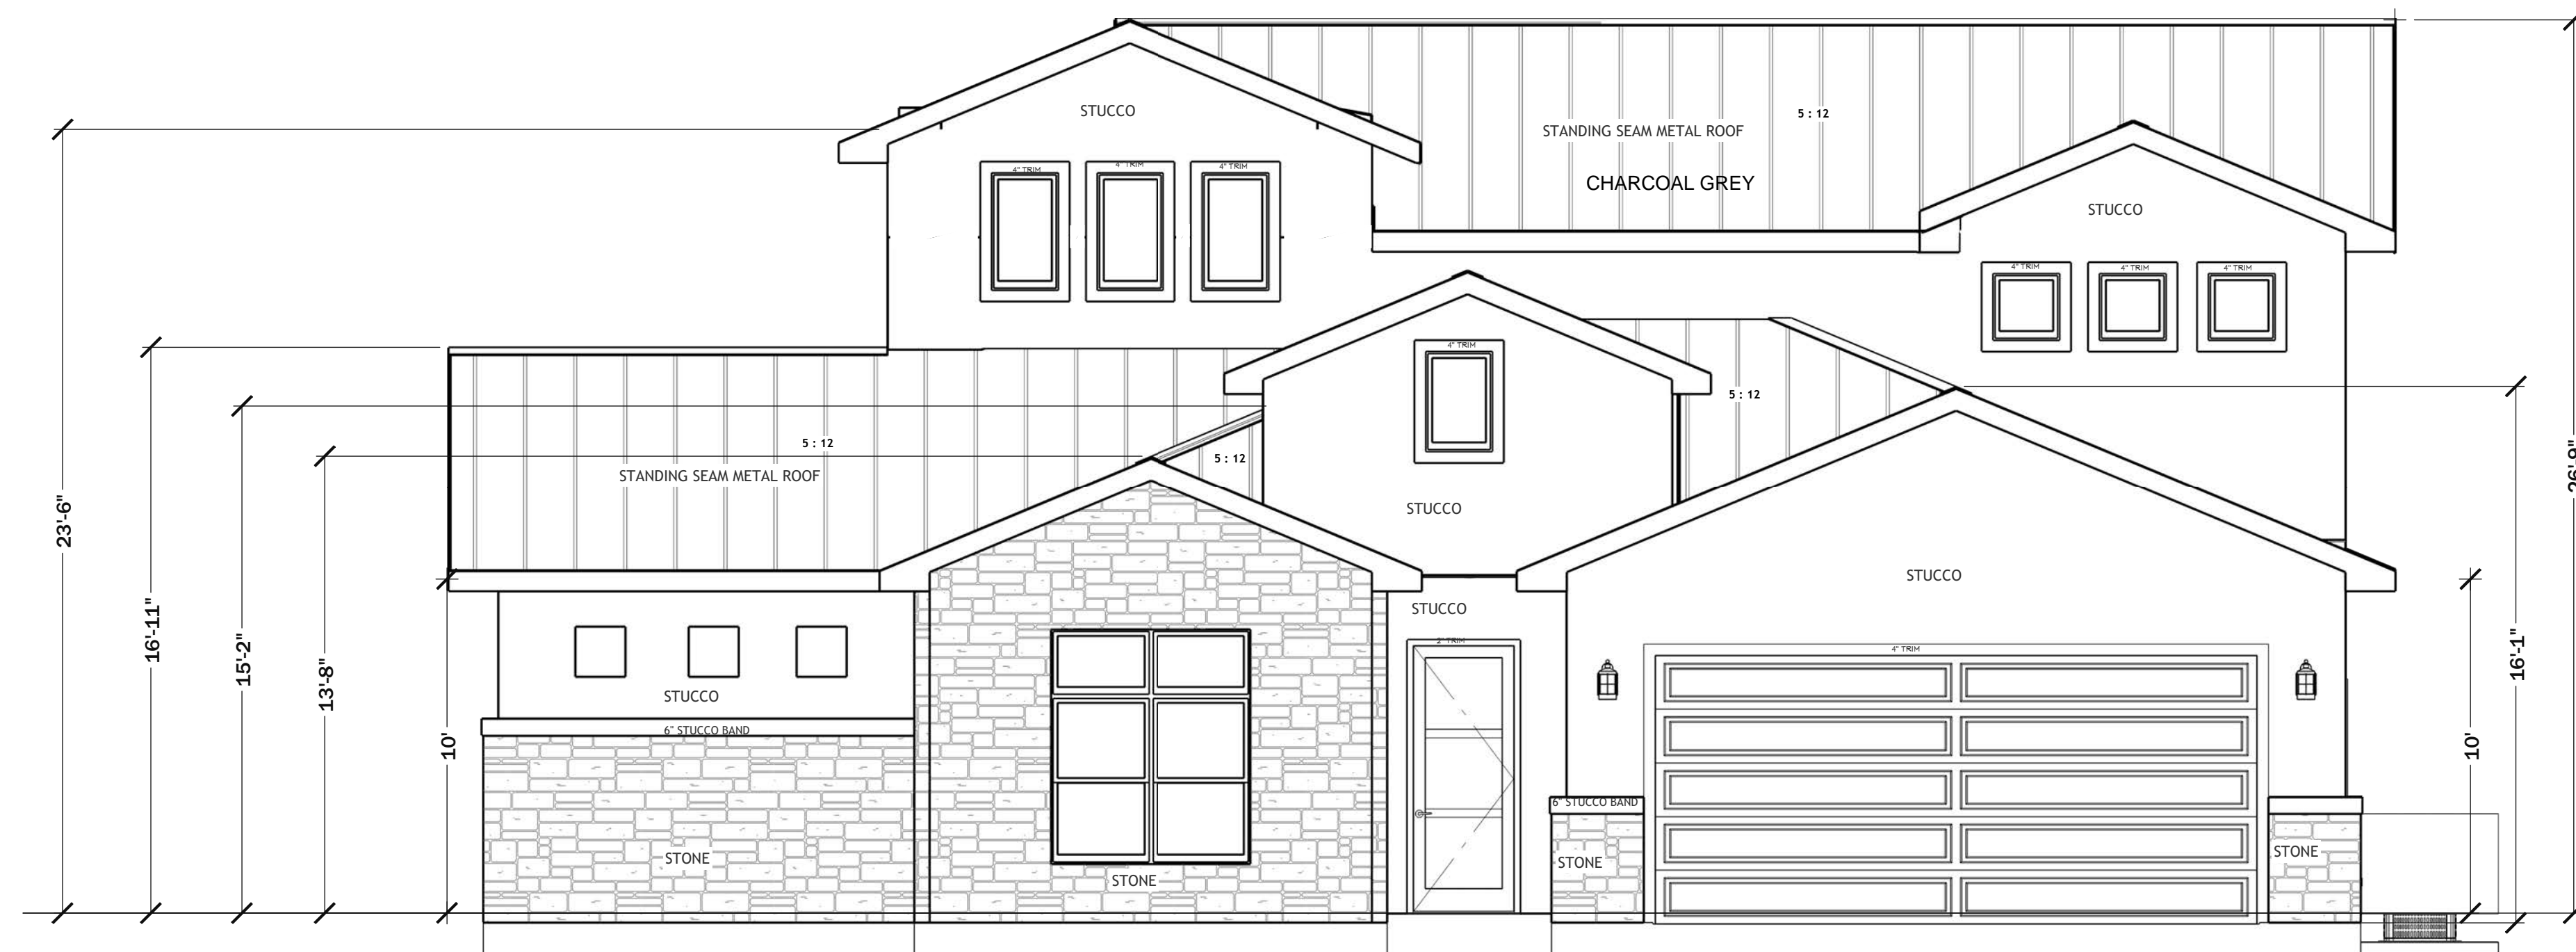 STUCCO
5 : 12
STANDING SEAM METAL ROOF
CHARCOAL GREY
4" TRIM
4" TRIM
4" TRIM
STUCCO
4" TRIM
4" TRIM
4" TRIM
4" TRIM
5 : 12
5 : 12
STANDING SEAM METAL ROOF
5 : 12
STUCCO
STUCCO
STUCCO
2" TRIM
4" TRIM
STUCCO
6" STUCCO BAND
6" STUCCO BAND
STONE
STONE
STONE
STONE
23'-6"
16'-11"
15'-2"
13'-8"
10'
10'
16'-1"
26'-9"